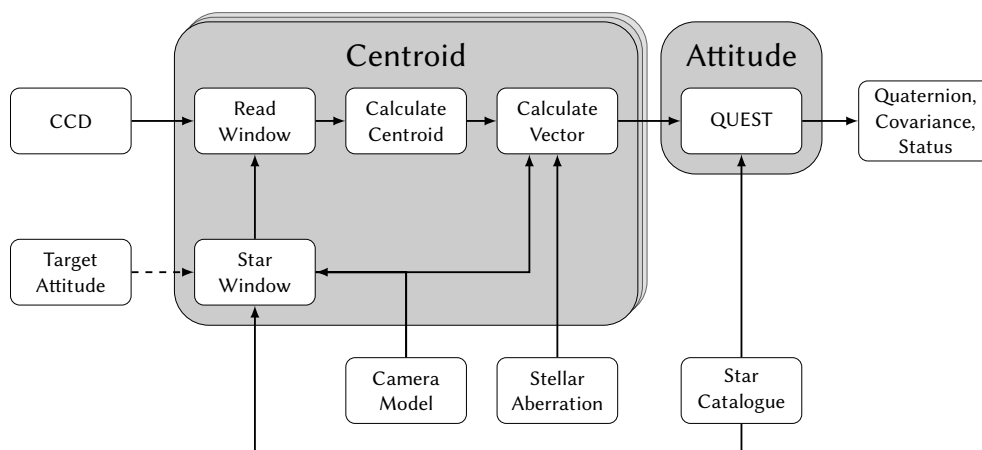 Centroid
Attitude
CCD
Read
Window
Calculate
Centroid
Calculate
Vector
QUEST
Quaternion,
Covariance,
Status
Target
Attitude
Star
Window
Camera
Model
Stellar
Aberration
Star
Catalogue